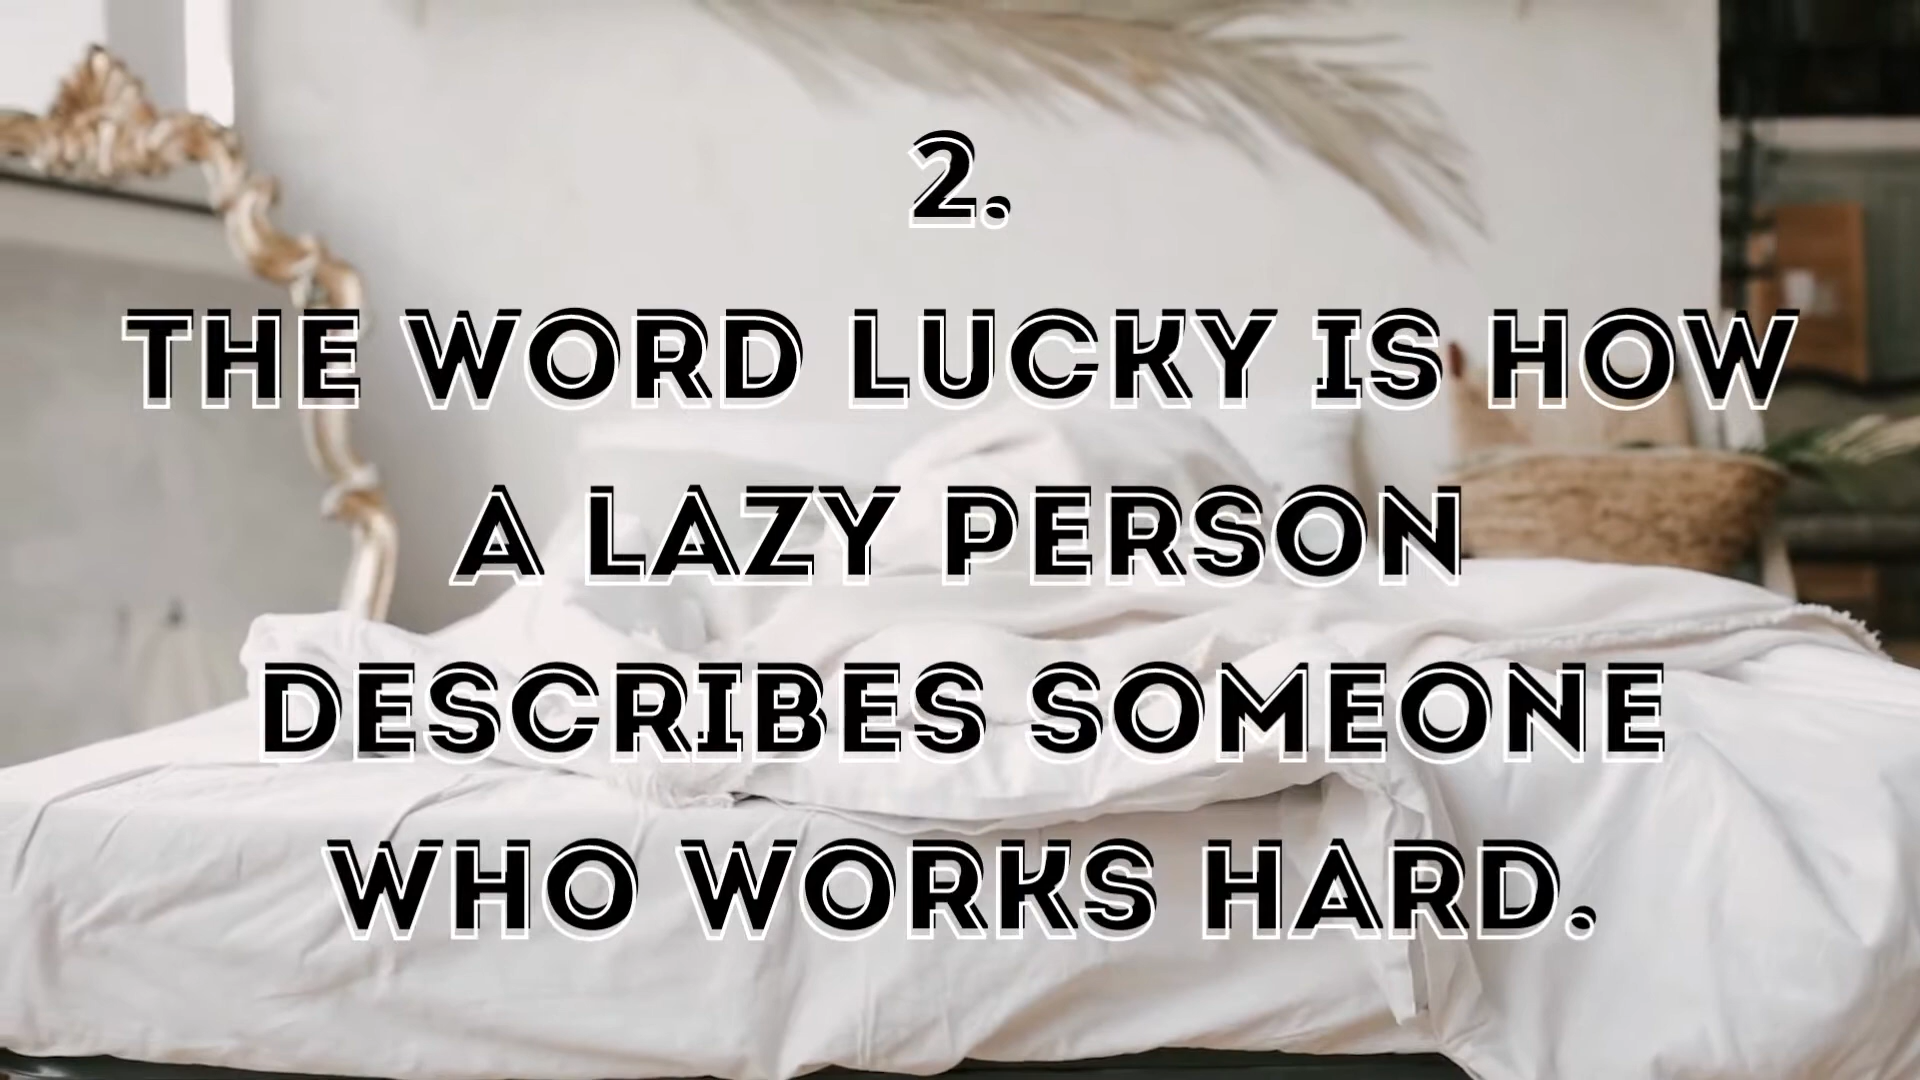 2.
THE WORD LUCKY IS HOW
A LAZY PERSON
DESCRIBES SOMEONE
WHO WORKS HARD.